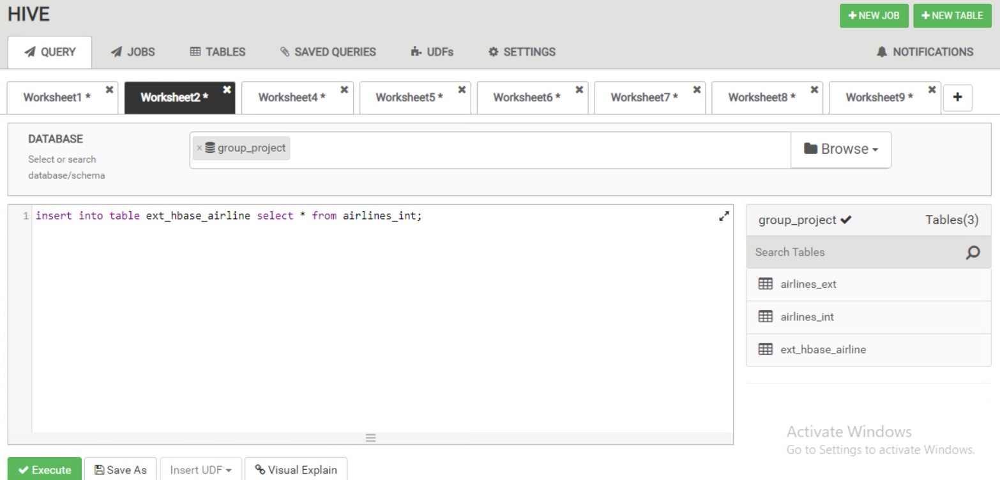 HIVE
NEW JOB
NEW TABLE
QUERY
JOBS
TABLES
SAVED QUERIES
UDFs
SETTINGS
NOTIFICATIONS
Worksheet1 *
Worksheet2 *
Worksheet4 *
Worksheet5 *
Worksheet6 *
Worksheet7 *
Worksheet8 *
Worksheet9 *
DATABASE
Select or search
database/schema
group_project
Browse
1 insert into table ext_hbase_airline select * from airlines_int;
group_project
Tables(3)
Search Tables
airlines_ext
airlines_int
ext_hbase_airline
Activate Windows
Go to Settings to activate Windows.
Execute
Save As
Insert UDF
Visual Explain